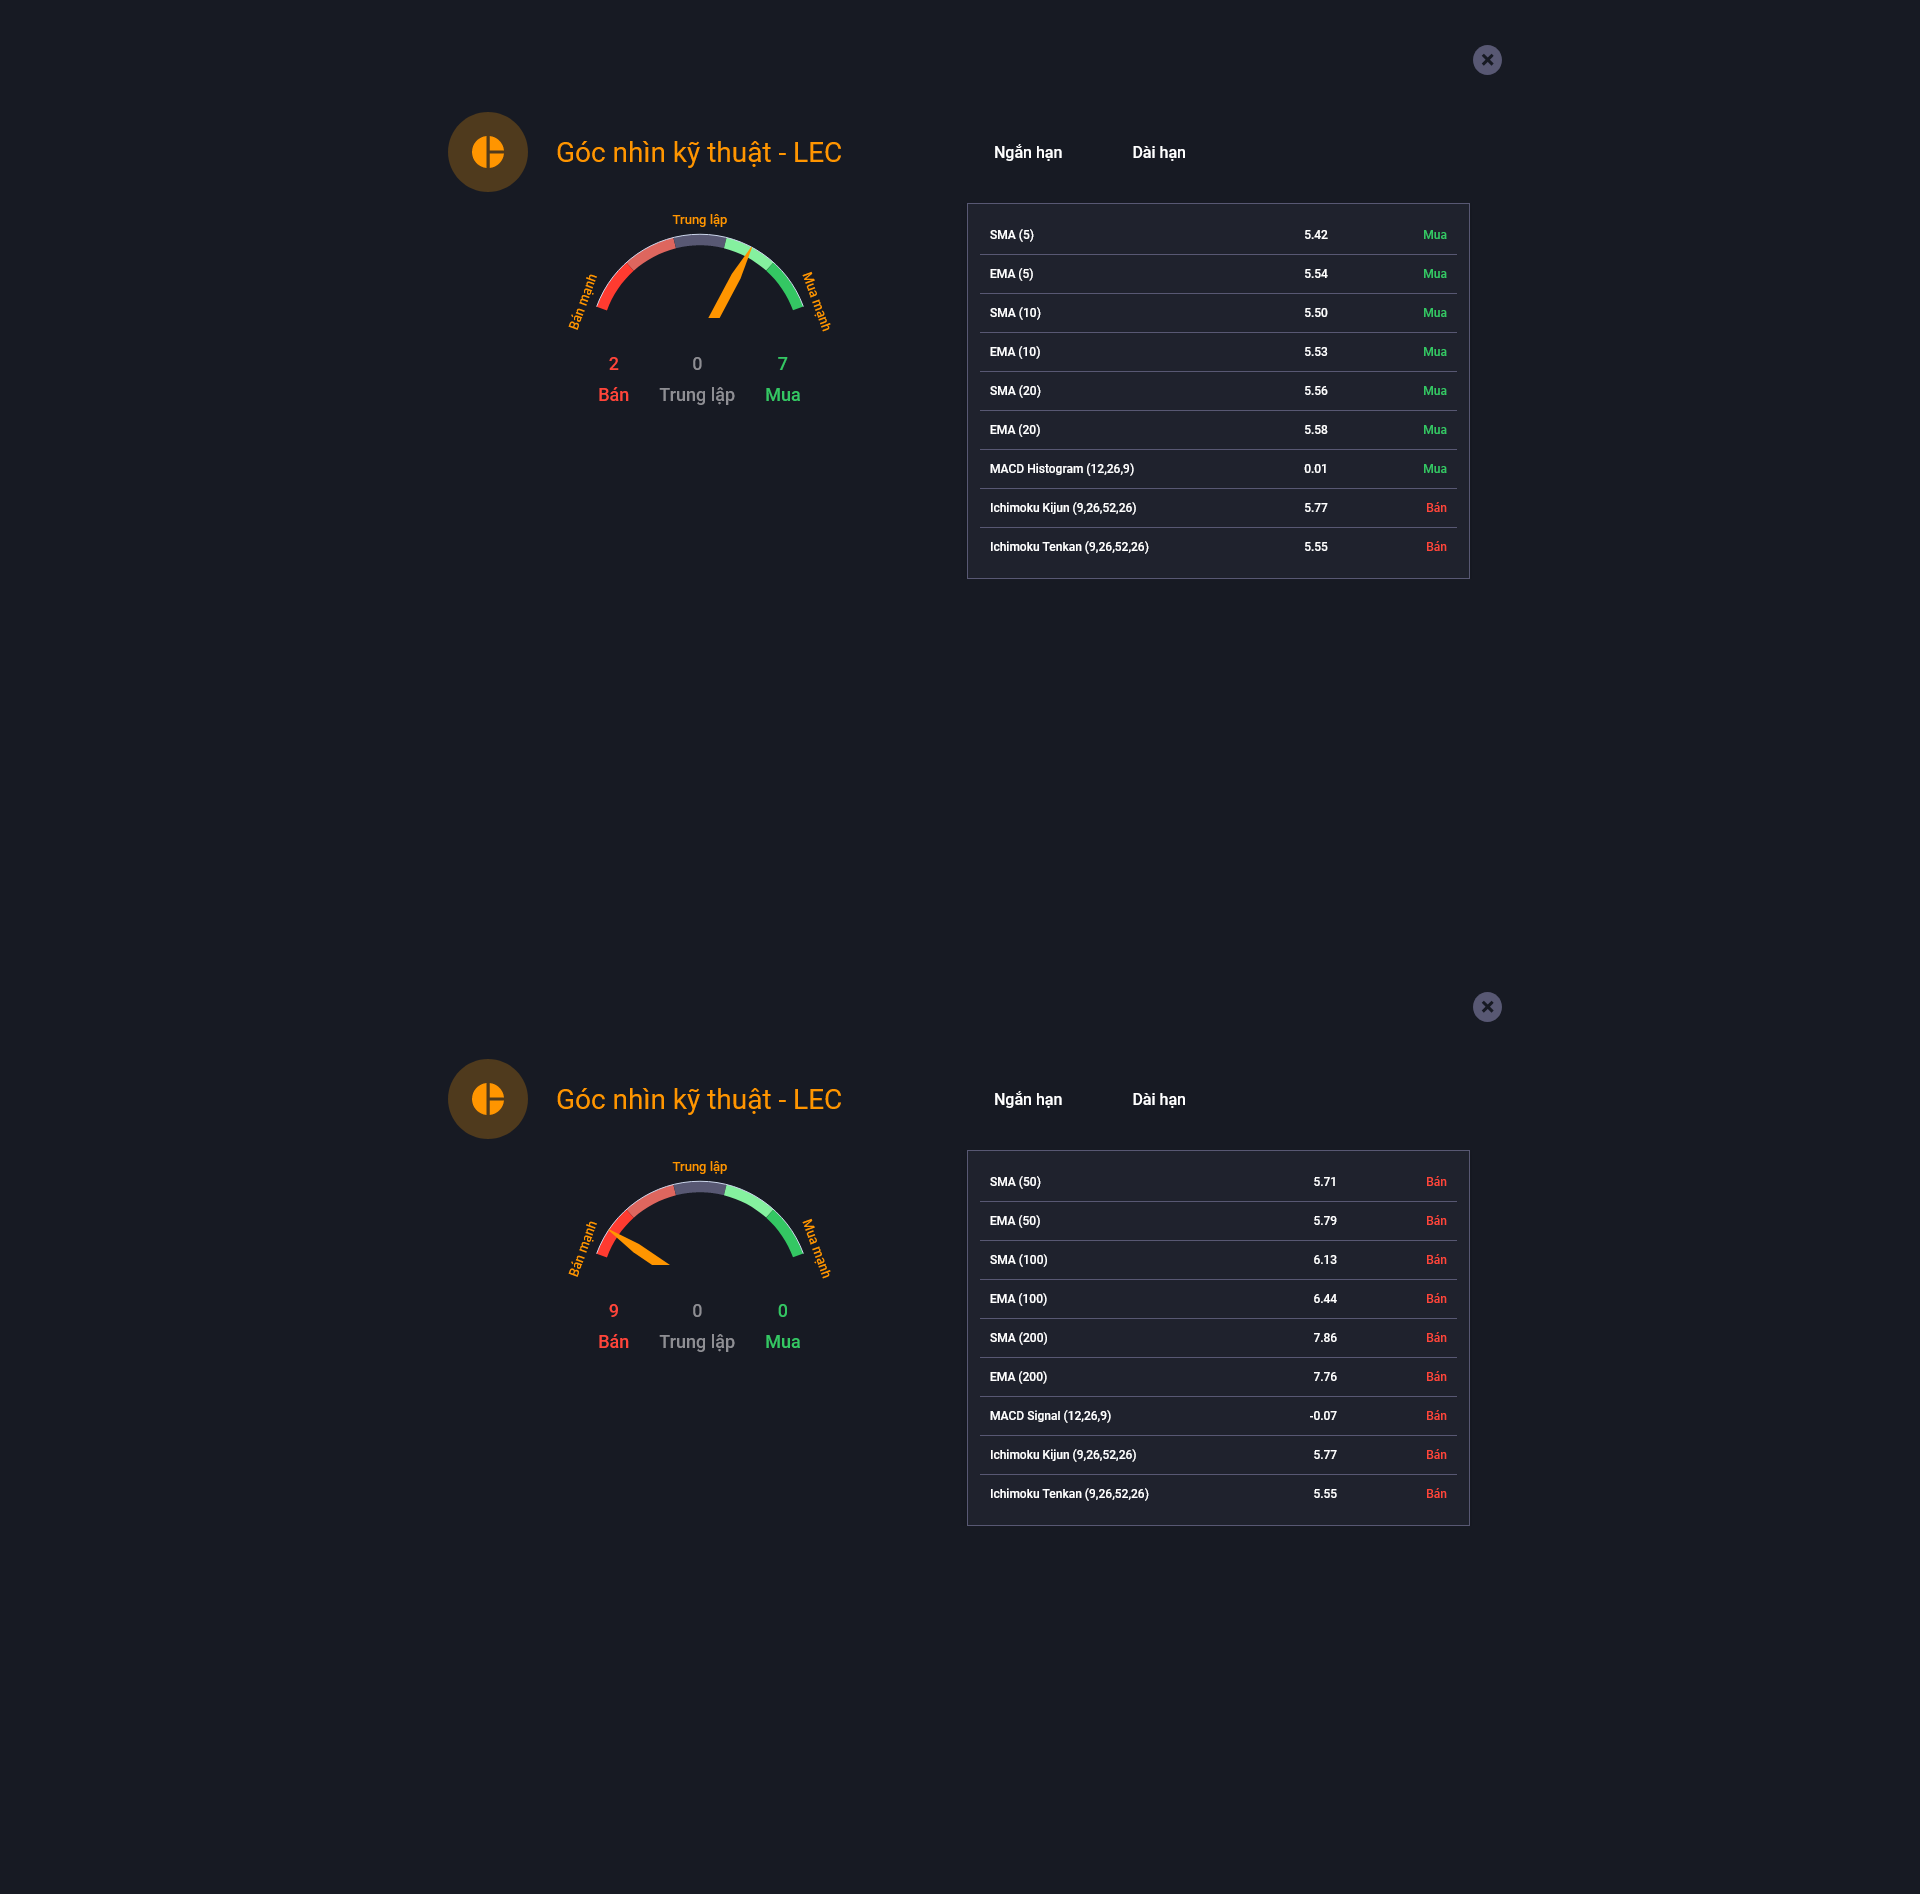 Góc nhìn kỹ thuật - LEC
Ngắn hạn Dài hạn
Trung lập
Bán mạnh
Mua mạnh
2 0 7
Bán Trung lập Mua
SMA (5) 5.42 Mua
EMA (5) 5.54 Mua
SMA (10) 5.50 Mua
EMA (10) 5.53 Mua
SMA (20) 5.56 Mua
EMA (20) 5.58 Mua
MACD Histogram (12,26,9) 0.01 Mua
Ichimoku Kijun (9,26,52,26) 5.77 Bán
Ichimoku Tenkan (9,26,52,26) 5.55 Bán
Góc nhìn kỹ thuật - LEC
Ngắn hạn Dài hạn
Trung lập
Bán mạnh
Mua mạnh
9 0 0
Bán Trung lập Mua
SMA (50) 5.71 Bán
EMA (50) 5.79 Bán
SMA (100) 6.13 Bán
EMA (100) 6.44 Bán
SMA (200) 7.86 Bán
EMA (200) 7.76 Bán
MACD Signal (12,26,9) -0.07 Bán
Ichimoku Kijun (9,26,52,26) 5.77 Bán
Ichimoku Tenkan (9,26,52,26) 5.55 Bán